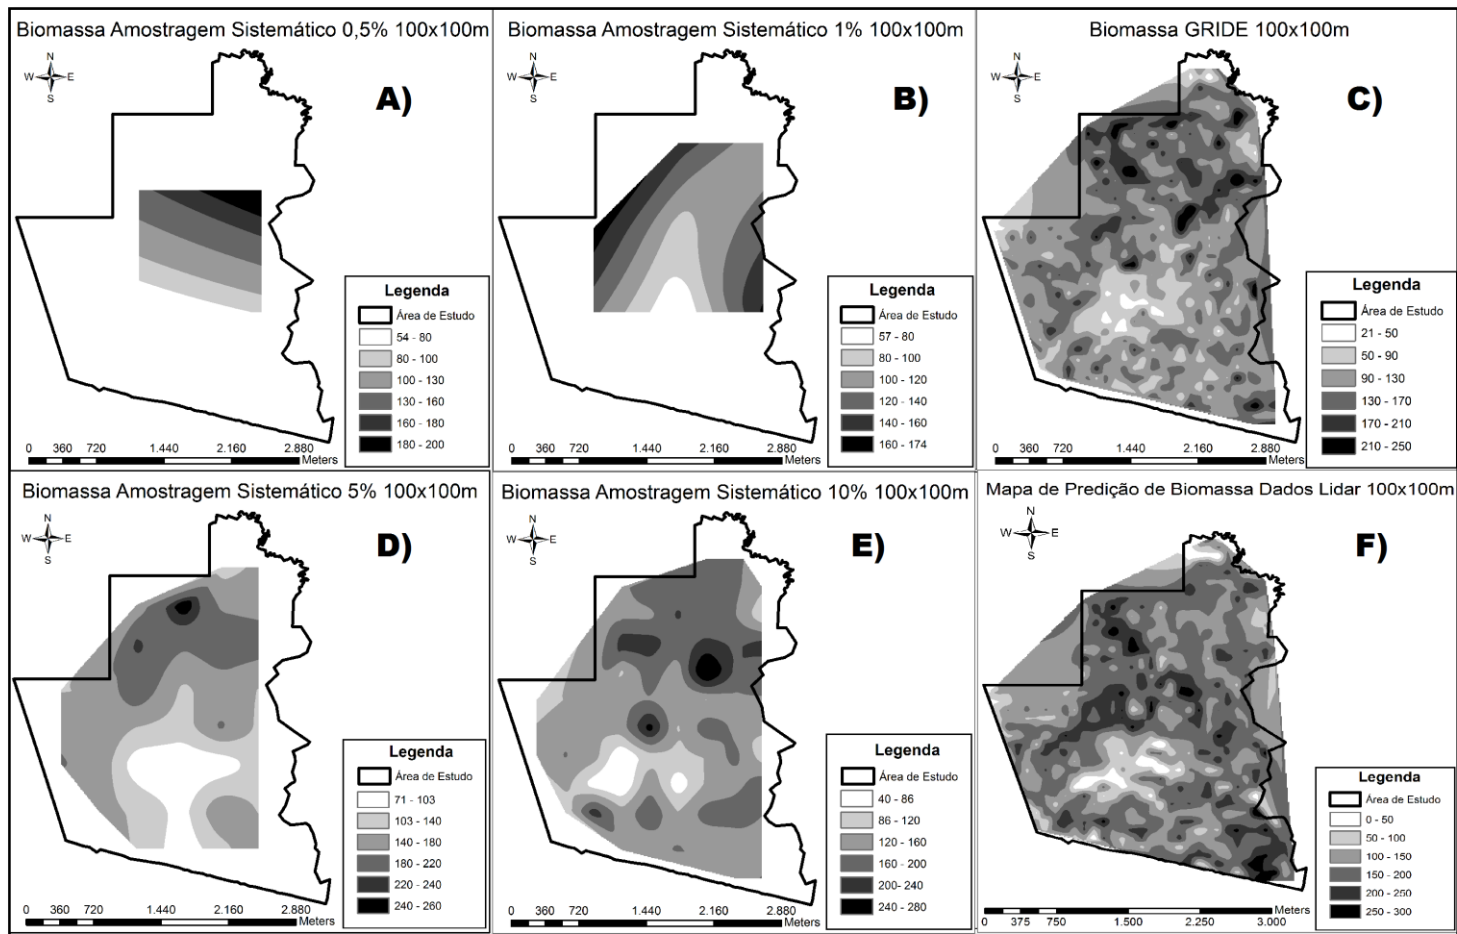 Biomassa Amostragem Sistemático 0,5% 100x100m
N
W E
S
A)
Legenda
Área de Estudo
54 - 80
80 - 100
100 - 130
130 - 160
160 - 180
180 - 200
0 360 720 1.440 2.160 2.880
Meters
Biomassa Amostragem Sistemático 1% 100x100m
N
W E
S
B)
Legenda
Área de Estudo
57 - 80
80 - 100
100 - 120
120 - 140
140 - 160
160 - 174
0 360 720 1.440 2.160 2.880
Meters
Biomassa GRIDE 100x100m
N
W E
S
C)
Legenda
Área de Estudo
21 - 50
50 - 90
90 - 130
130 - 170
170 - 210
210 - 250
0 360 720 1.440 2.160 2.880
Meters
Biomassa Amostragem Sistemático 5% 100x100m
N
W E
S
D)
Legenda
Área de Estudo
71 - 103
103 - 140
140 - 180
180 - 220
220 - 240
240 - 260
0 360 720 1.440 2.160 2.880
Meters
Biomassa Amostragem Sistemático 10% 100x100m
N
W E
S
E)
Legenda
Área de Estudo
40 - 86
86 - 120
120 - 160
160 - 200
200- 240
240 - 280
0 360 720 1.440 2.160 2.880
Meters
Mapa de Predição de Biomassa Dados Lidar 100x100m
N
W E
S
F)
Legenda
Área de Estudo
0 - 50
50 - 100
100 - 150
150 - 200
200 - 250
250 - 300
0 375 750 1.500 2.250 3.000
Meters